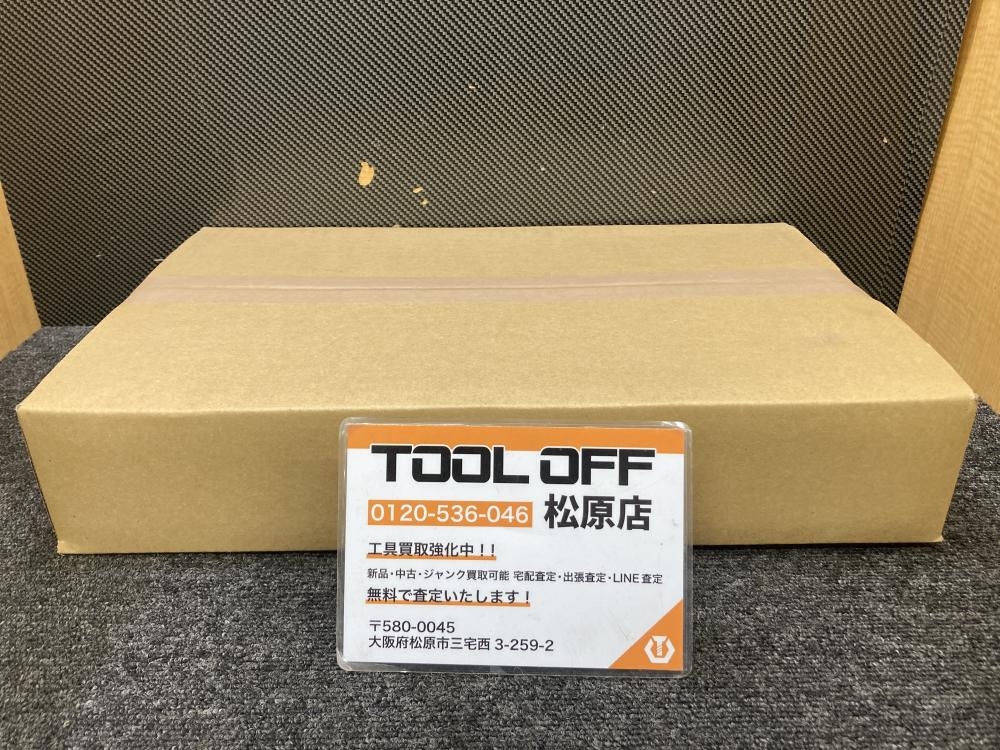 TOOL OFF
0120-536-046 松原店
工具買取強化中！！
新品・中古・ジャンク買取可能 宅配査定・出張査定・LINE査定
無料で査定いたします！
〒580-0045
大阪府松原市三宅西 3-259-2